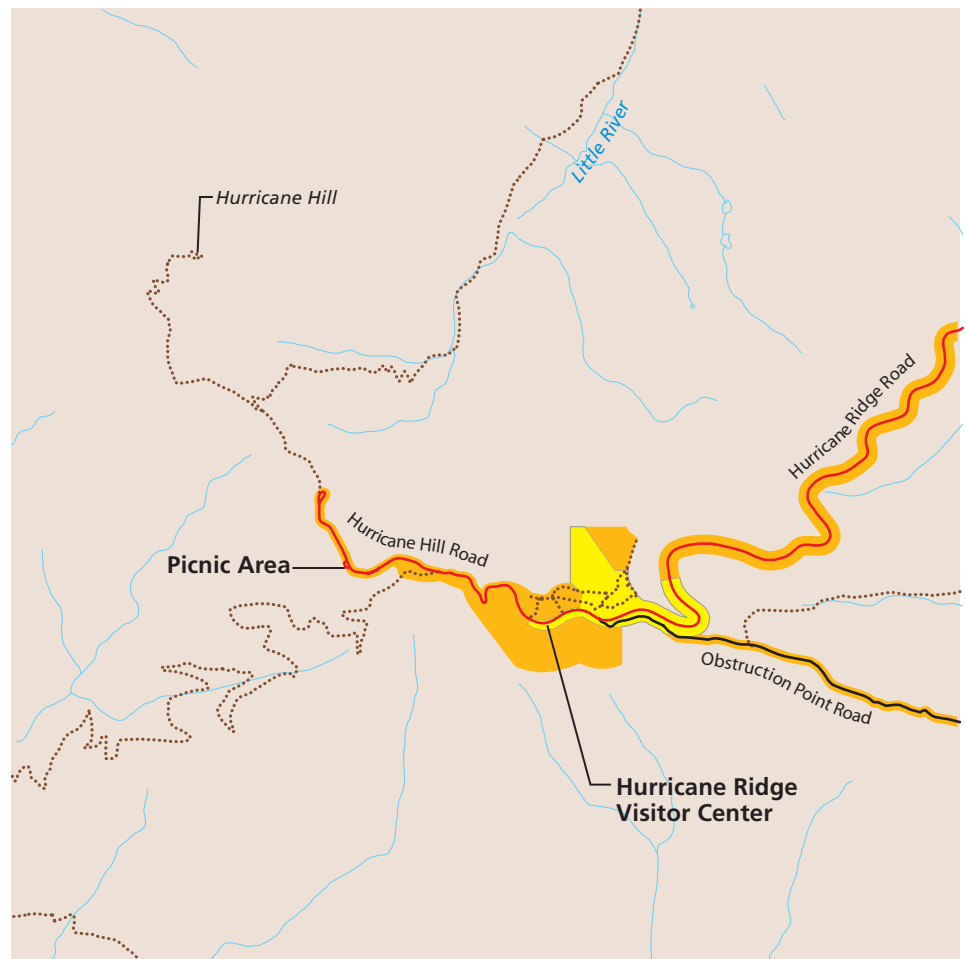 Little River
Hurricane Hill
Hurricane Ridge Road
Hurricane Hill Road
Picnic Area
Obstruction Point Road
Hurricane Ridge
Visitor Center